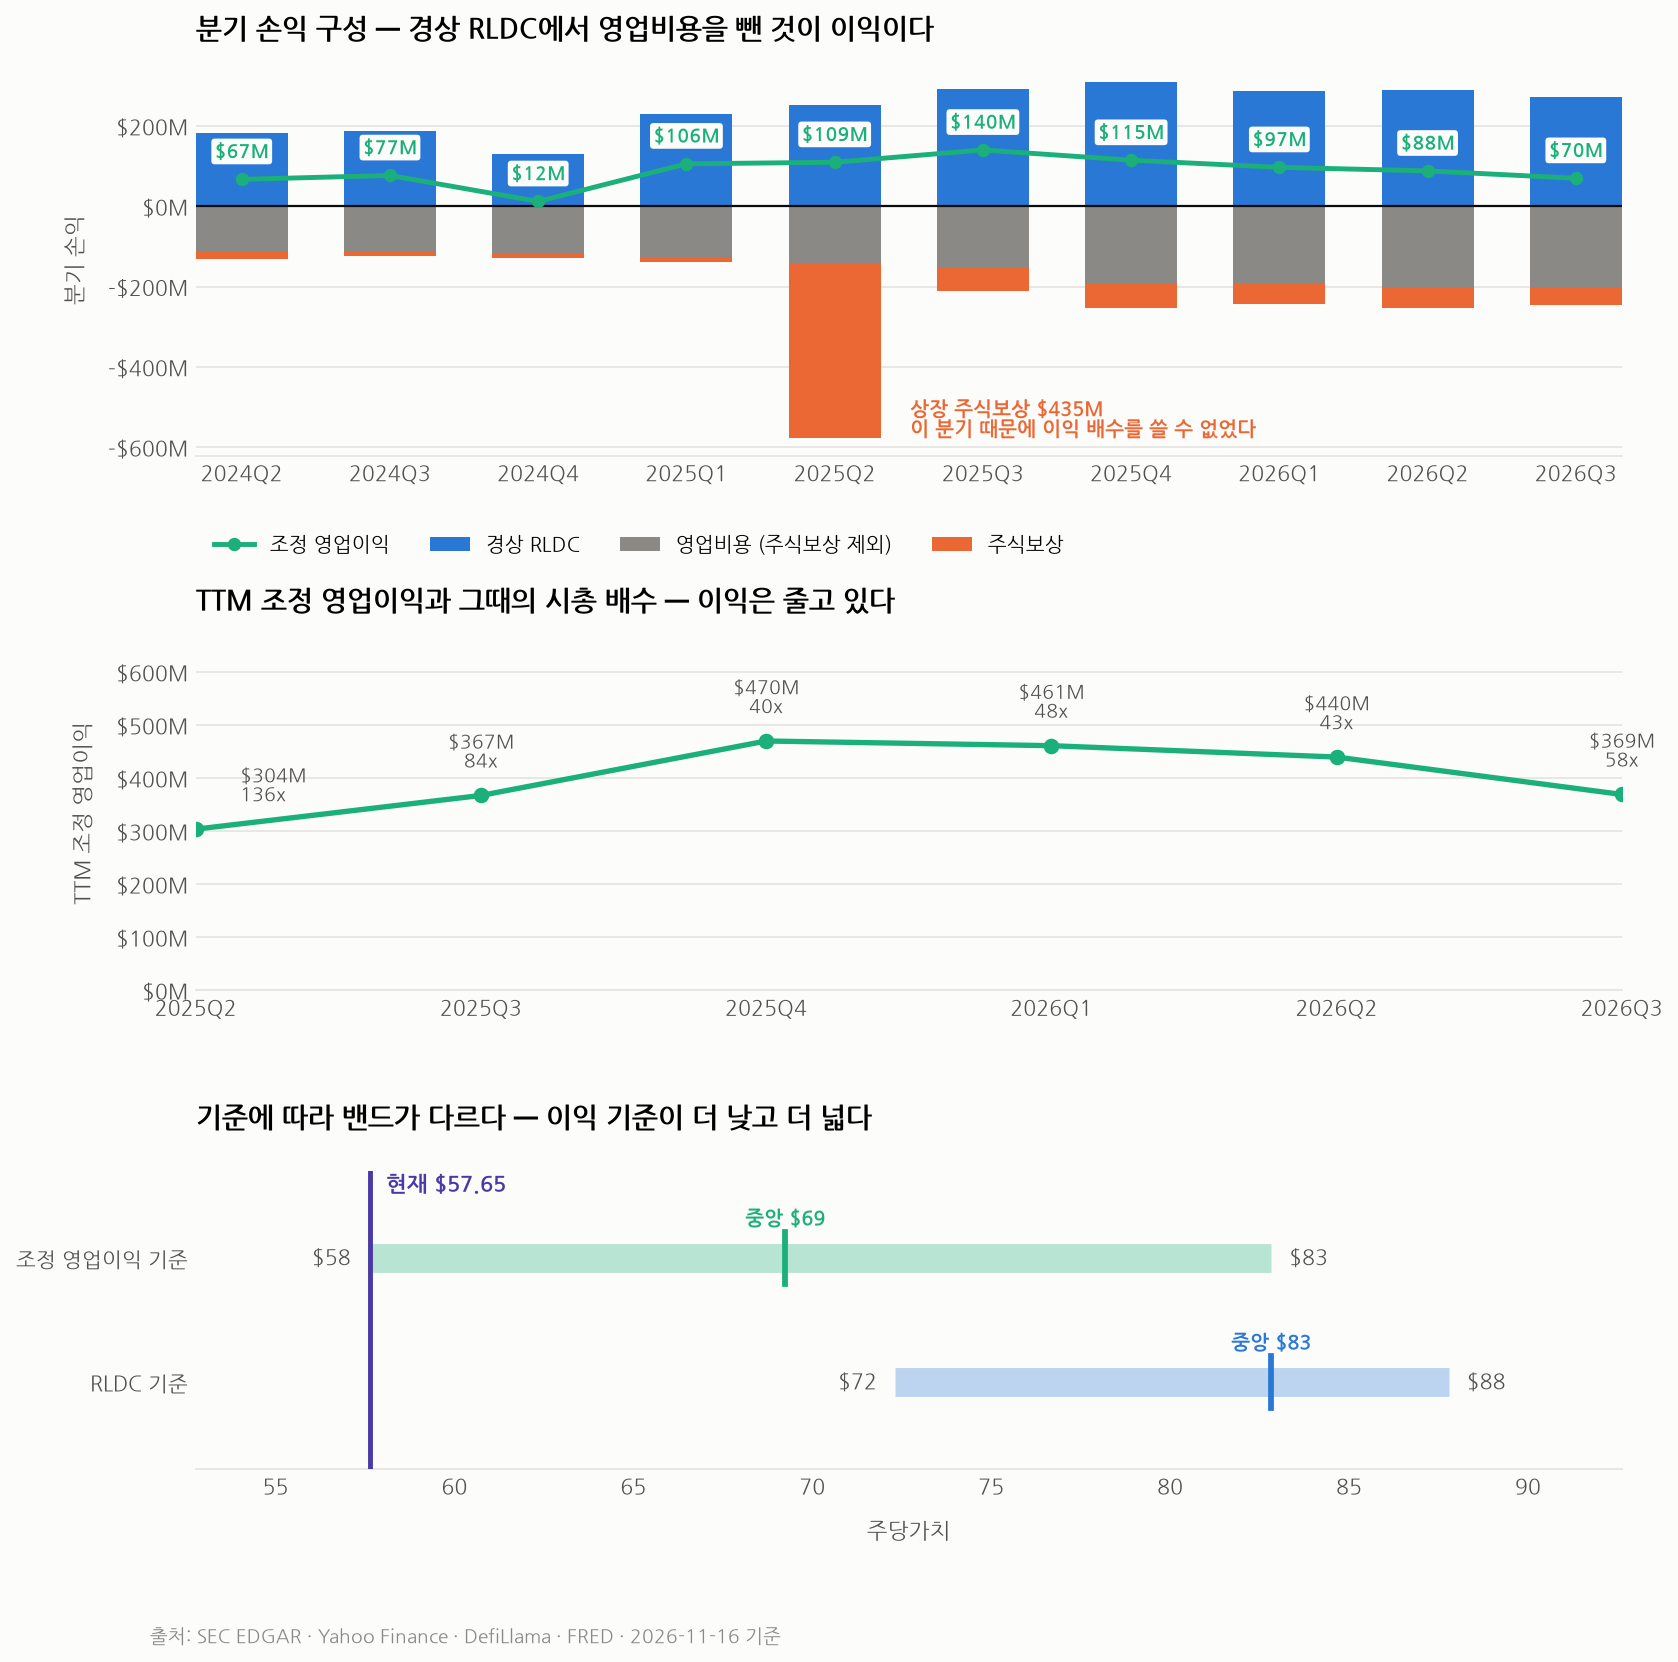 분기 손익 구성 — 경상 RLDC에서 영업비용을 뺀 것이 이익이다
분기 손익
$200M
$0M
-$200M
-$400M
-$600M
$67M
$77M
$12M
$106M
$109M
$140M
$115M
$97M
$88M
$70M
상장 주식보상 $435M
이 분기 때문에 이익 배수를 쓸 수 없었다
2024Q2
2024Q3
2024Q4
2025Q1
2025Q2
2025Q3
2025Q4
2026Q1
2026Q2
2026Q3
조정 영업이익
경상 RLDC
영업비용 (주식보상 제외)
주식보상
TTM 조정 영업이익과 그때의 시총 배수 — 이익은 줄고 있다
TTM 조정 영업이익
$600M
$500M
$400M
$300M
$200M
$100M
$0M
$304M
136x
$367M
84x
$470M
40x
$461M
48x
$440M
43x
$369M
58x
2025Q2
2025Q3
2025Q4
2026Q1
2026Q2
2026Q3
기준에 따라 밴드가 다르다 — 이익 기준이 더 낮고 더 넓다
현재 $57.65
중앙 $69
조정 영업이익 기준
$58
$83
중앙 $83
RLDC 기준
$72
$88
55
60
65
70
75
80
85
90
주당가치
출처: SEC EDGAR · Yahoo Finance · DefiLlama · FRED · 2026-11-16 기준